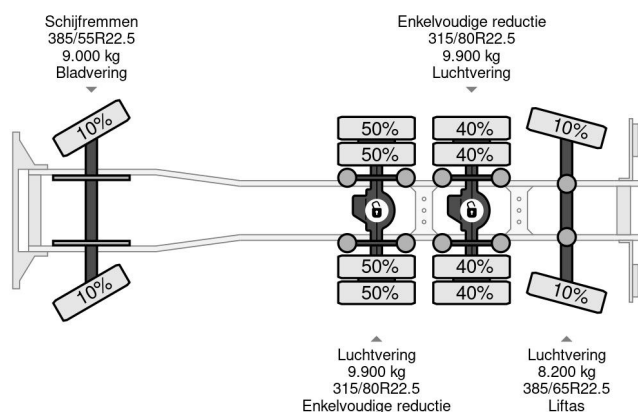 Schijfremmen
385/55R22.5
9.000 kg
Bladvering
Enkelvoudige reductie
315/80R22.5
9.900 kg
Luchtvering
10%
50%
40%
10%
50%
40%
10%
50%
40%
10%
50%
40%
Luchtvering
9.900 kg
315/80R22.5
Enkelvoudige reductie
Luchtvering
8.200 kg
385/65R22.5
Liftas